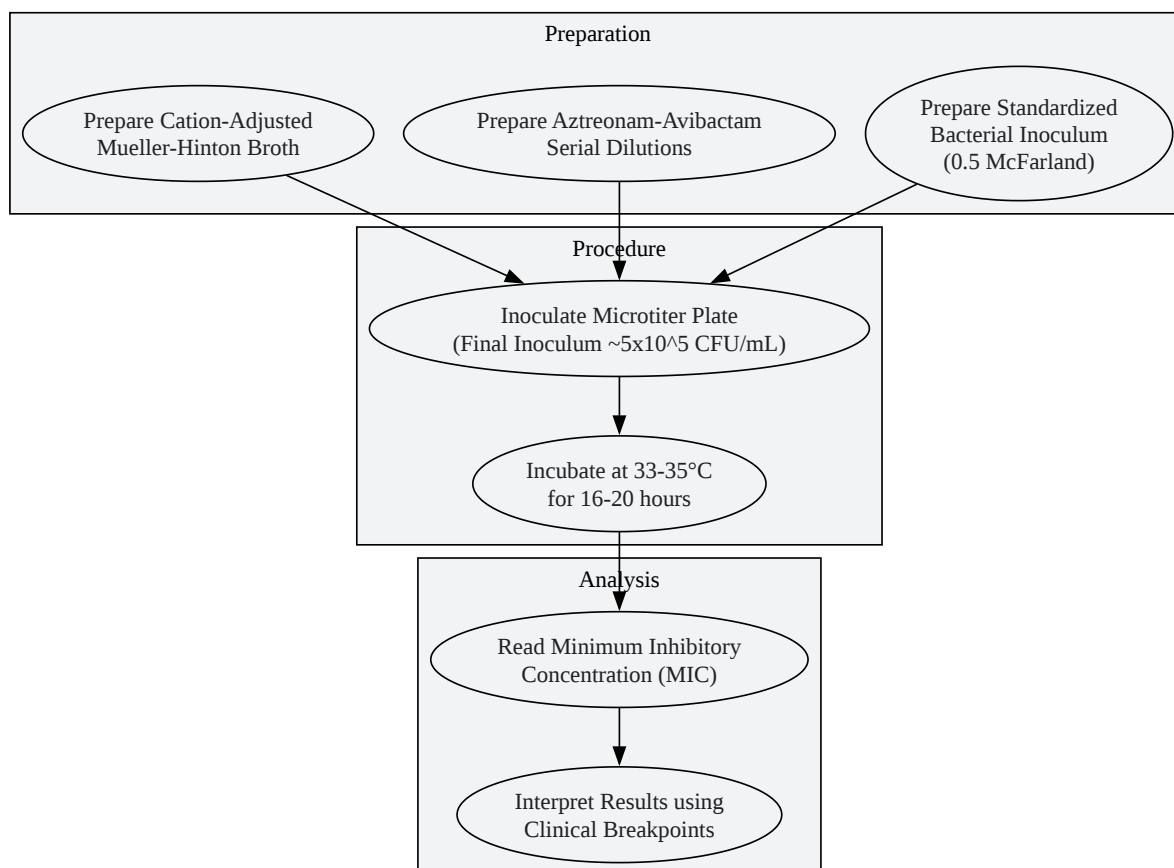 Preparation
Prepare Cation-Adjusted
Mueller-Hinton Broth
Prepare Aztreonam-Avibactam
Serial Dilutions
Prepare Standardized
Bacterial Inoculum
(0.5 McFarland)
Procedure
Inoculate Microtiter Plate
(Final Inoculum ~5x10^5 CFU/mL)
Incubate at 33-35°C
for 16-20 hours
Analysis
Read Minimum Inhibitory
Concentration (MIC)
Interpret Results using
Clinical Breakpoints